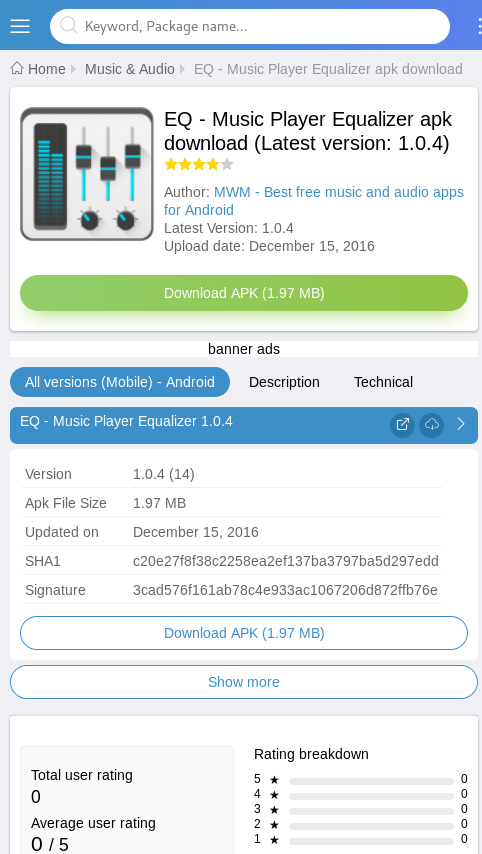 Keyword, Package name...
Home Music & Audio EQ - Music Player Equalizer apk download
EQ - Music Player Equalizer apk
download (Latest version: 1.0.4)
Author: MWM - Best free music and audio apps
for Android
Latest Version: 1.0.4
Upload date: December 15, 2016
Download APK (1.97 MB)
banner ads
All versions (Mobile) - Android Description Technical
EQ - Music Player Equalizer 1.0.4
Version 1.0.4 (14)
Apk File Size 1.97 MB
Updated on December 15, 2016
SHA1 c20e27f8f38c2258ea2ef137ba3797ba5d297edd
Signature 3cad576f161ab78c4e933ac1067206d872ffb76e
Download APK (1.97 MB)
Show more
Total user rating
0
Average user rating
0 / 5
Rating breakdown
5 ★ 0
4 ★ 0
3 ★ 0
2 ★ 0
1 ★ 0